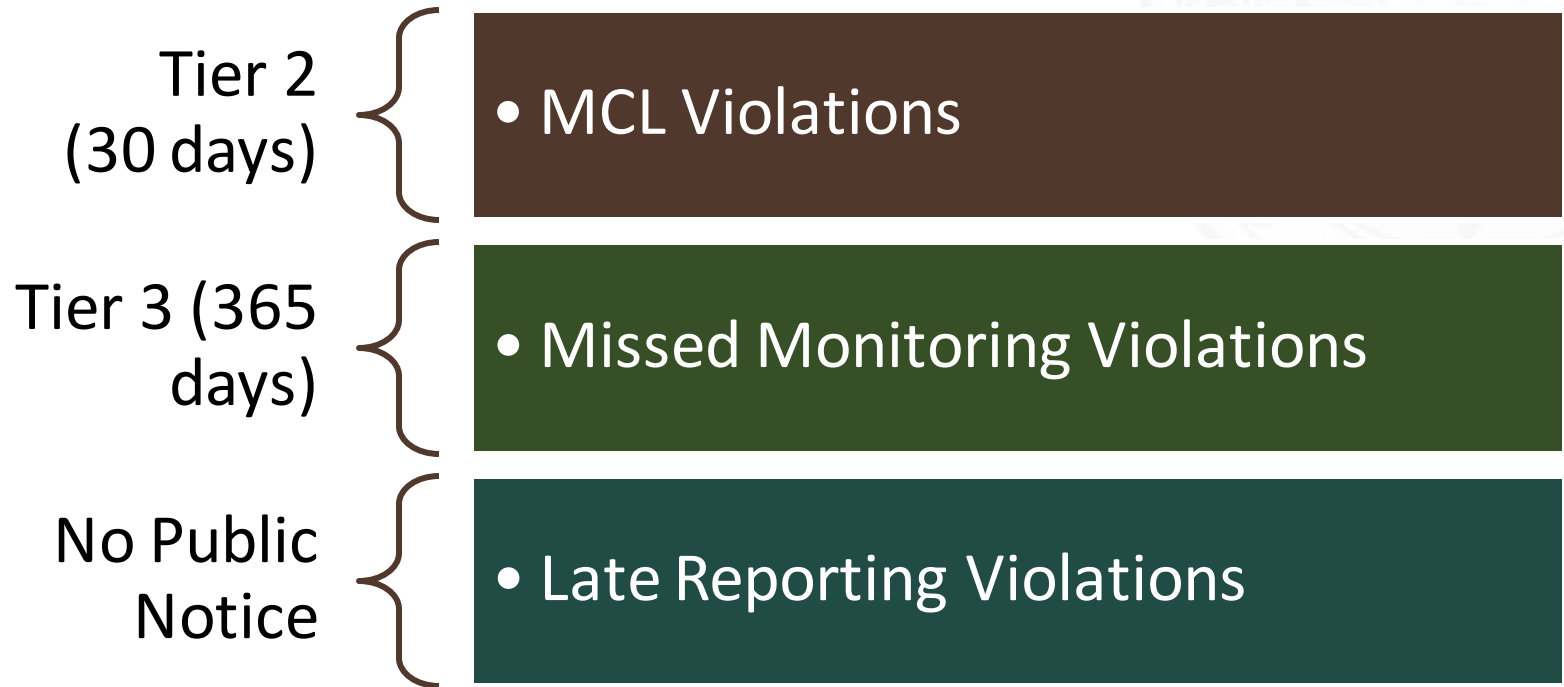 Tier 2
(30 days)
• MCL Violations
Tier 3 (365
days)
• Missed Monitoring Violations
No Public
Notice
• Late Reporting Violations